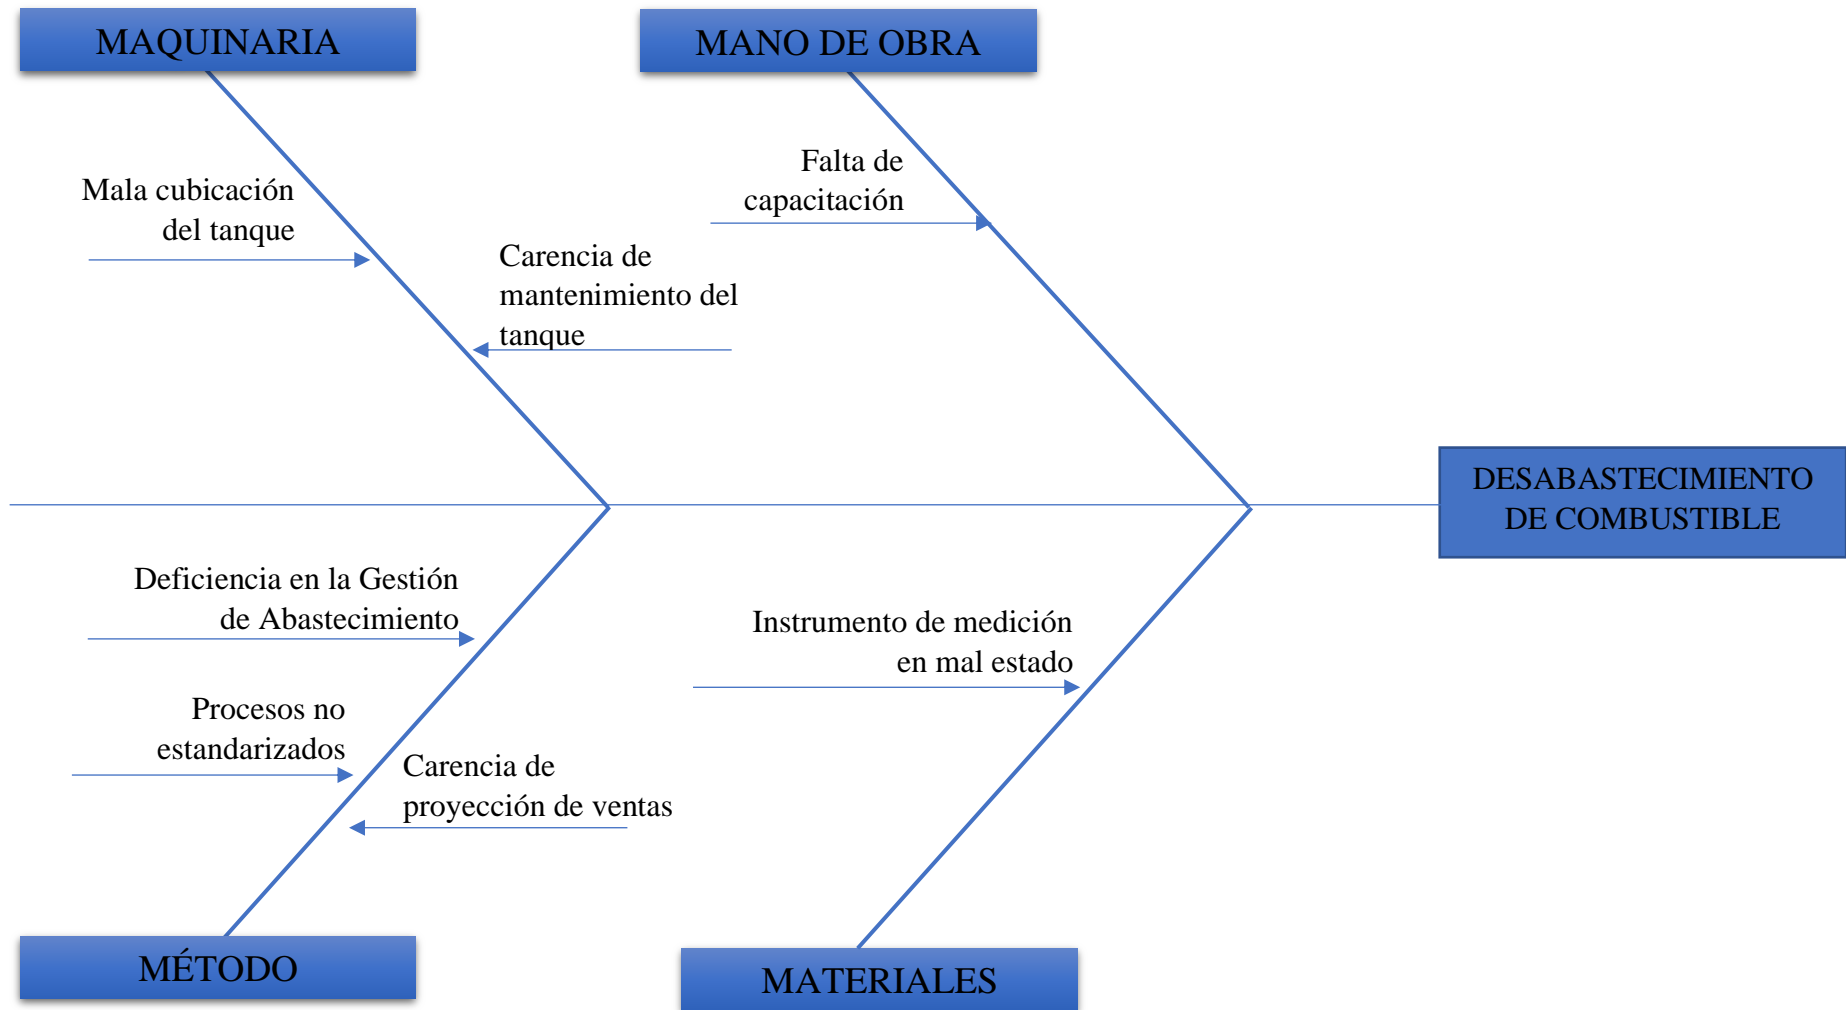 MAQUINARIA
MANO DE OBRA
Mala cubicación
del tanque
Carencia de
mantenimiento del
tanque
Falta de
capacitación
DESABASTECIMIENTO
DE COMBUSTIBLE
Deficiencia en la Gestión
de Abastecimiento
Procesos no
estandarizados
Carencia de
proyección de ventas
Instrumento de medición
en mal estado
MÉTODO
MATERIALES